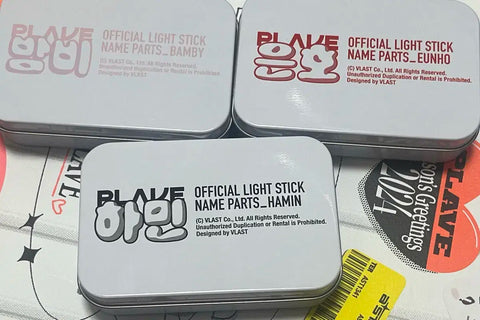 PLAVE
밤비
OFFICIAL LIGHT STICK
NAME PARTS_BAMBY
(C) VLAST Co., Ltd. All Rights Reserved.
Unauthorized Duplication or Rental is Prohibited.
Designed by VLAST
PLAVE
은호
OFFICIAL LIGHT STICK
NAME PARTS_EUNHO
(C) VLAST Co., Ltd. All Rights Reserved.
Unauthorized Duplication or Rental is Prohibited.
Designed by VLAST
PLAVE
하민
OFFICIAL LIGHT STICK
NAME PARTS_HAMIN
(C) VLAST Co., Ltd. All Rights Reserved.
Unauthorized Duplication or Rental is Prohibited.
Designed by VLAST
PLAVE
sons Greetings
2024